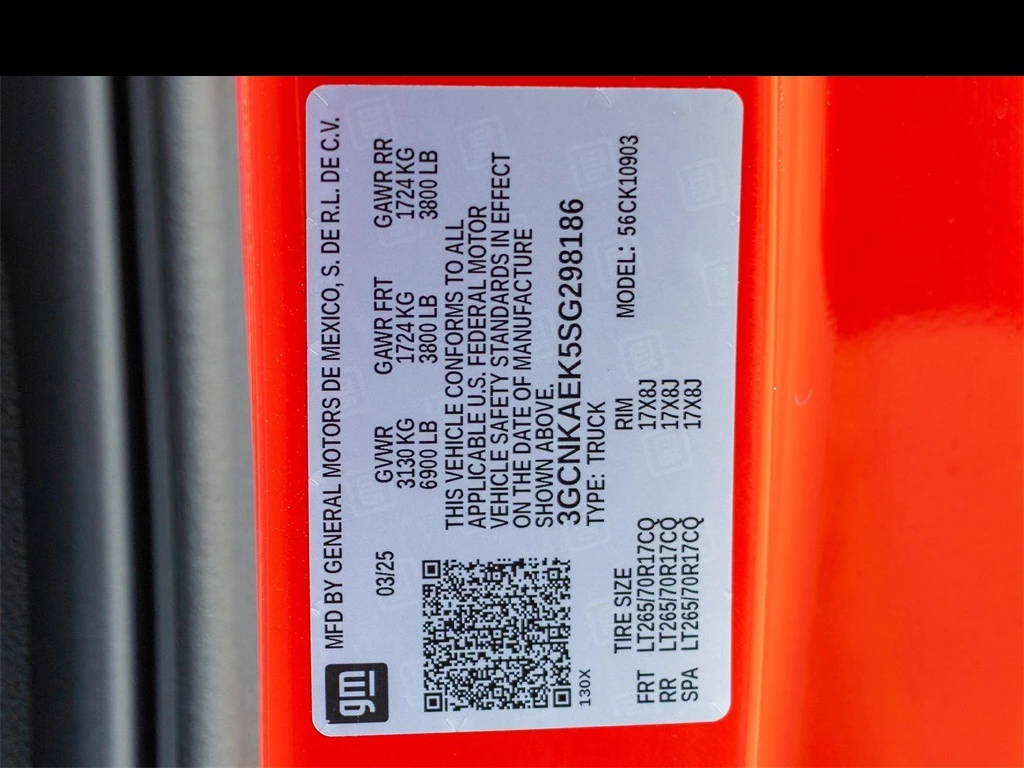 gm
MFD BY GENERAL MOTORS DE MEXICO, S. DE R.L. DE C.V.
03/25 GVWR GAWR FRT GAWR RR
3130 KG 1724 KG 1724 KG
6900 LB 3800 LB 3800 LB
THIS VEHICLE CONFORMS TO ALL
APPLICABLE U.S. FEDERAL MOTOR
VEHICLE SAFETY STANDARDS IN EFFECT
ON THE DATE OF MANUFACTURE
SHOWN ABOVE.
3GCNKAEK5SG298186
130X TYPE: TRUCK
TIRE SIZE RIM MODEL: 56CK10903
FRT LT265/70R17CQ 17X8J
RR LT265/70R17CQ 17X8J
SPA LT265/70R17CQ 17X8J